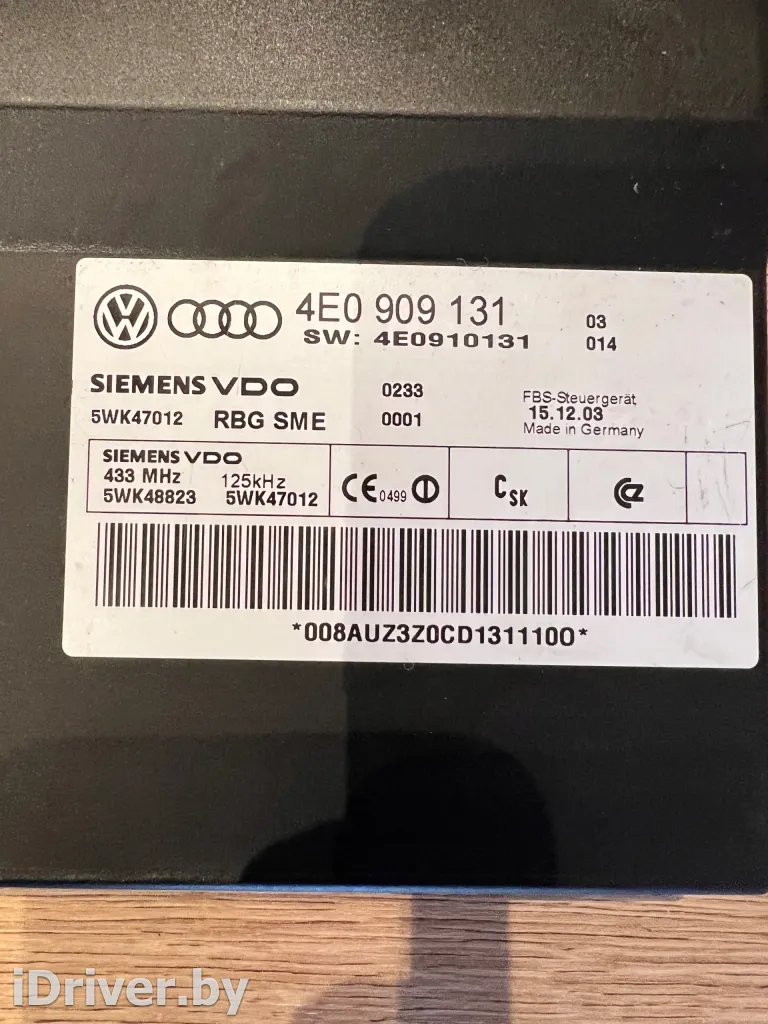 4E0 909 131 03
SW: 4E0910131 014
SIEMENS VDO 0233 FBS-Steuergerät
5WK47012 RBG SME 0001 15.12.03
Made in Germany
SIEMENS VDO
433 MHz 125kHz
5WK48823 5WK47012
CE 0499
CSK
CZ
*008AUZ3Z0CD1311100*
iDriver.by